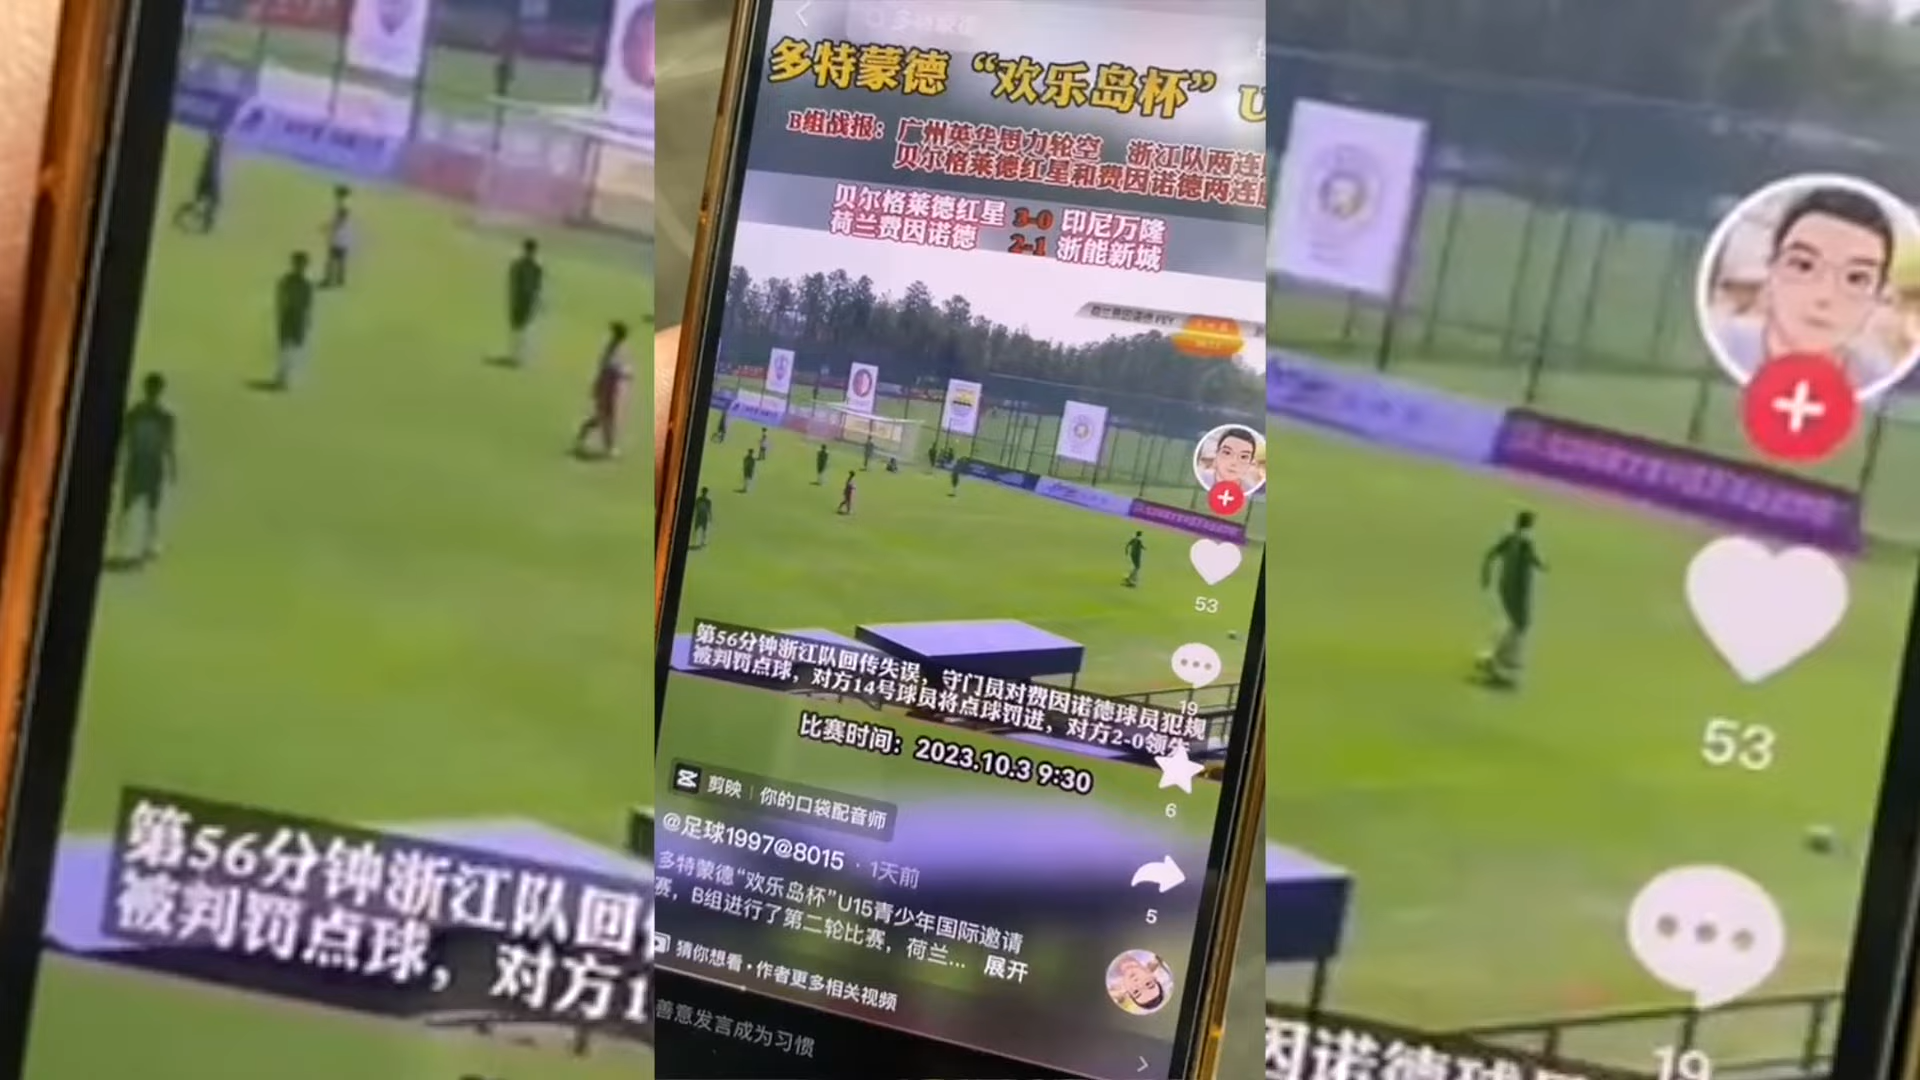 多特蒙德“欢乐岛杯”U
B组战报：广州英华思力轮空 浙江队两连
贝尔格莱德红星和费因诺德两连
贝尔格莱德红星 3-0 印尼万隆
荷兰费因诺德 2-1 浙能新城
53
第56分钟浙江队回传失误，守门员对费因诺德球员犯规
被判罚点球，对方14号球员将点球罚进，对方2-0领先
19
比赛时间：2023.10.3 9:30
6
剪映 | 你的口袋配音师
@足球1997@8015 · 1天前
多特蒙德“欢乐岛杯”U15青少年国际邀请
赛，B组进行了第二轮比赛，荷兰... 展开
5
猜你想看·作者更多相关视频
善意发言成为习惯
第56分钟浙江队回
被判罚点球，对方1
53
因诺德球员
19